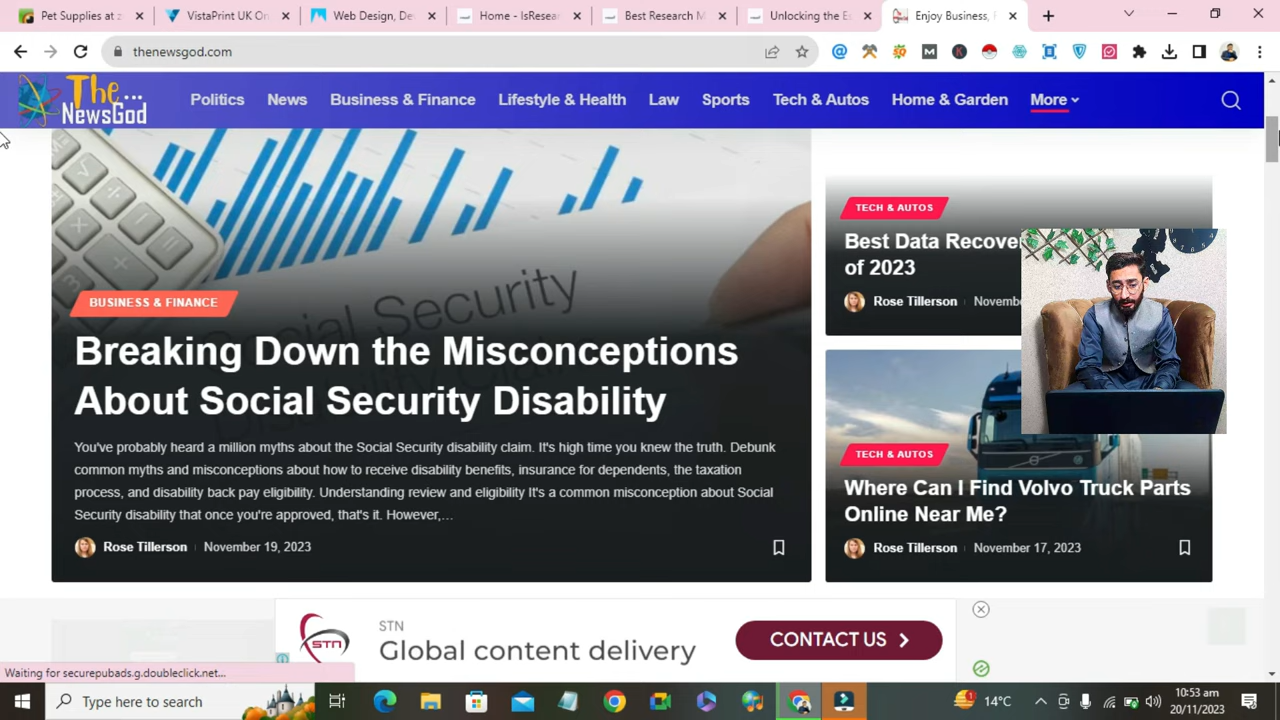 Pet Supplies at z
VistaPrint UK On
Web Design, De
Home - IsResea
Best Research M
Unlocking the Es
Enjoy Business, F
thenewsgod.com
The...
NewsGod
Politics
News
Business & Finance
Lifestyle & Health
Law
Sports
Tech & Autos
Home & Garden
More
Social Security
BUSINESS & FINANCE
Breaking Down the Misconceptions
About Social Security Disability
You've probably heard a million myths about the Social Security disability claim. It's high time you knew the truth. Debunk
common myths and misconceptions about how to receive disability benefits, insurance for dependents, the taxation
process, and disability back pay eligibility. Understanding review and eligibility It's a common misconception about Social
Security disability that once you're approved, that's it. However,…
Rose Tillerson
November 19, 2023
TECH & AUTOS
Best Data Recove
of 2023
Rose Tillerson
Novemb
TECH & AUTOS
Where Can I Find Volvo Truck Parts
Online Near Me?
Rose Tillerson
November 17, 2023
STN
STN
Global content delivery
CONTACT US
Waiting for securepubads.g.doubleclick.net...
Type here to search
1
14°C
10:53 am
20/11/2023